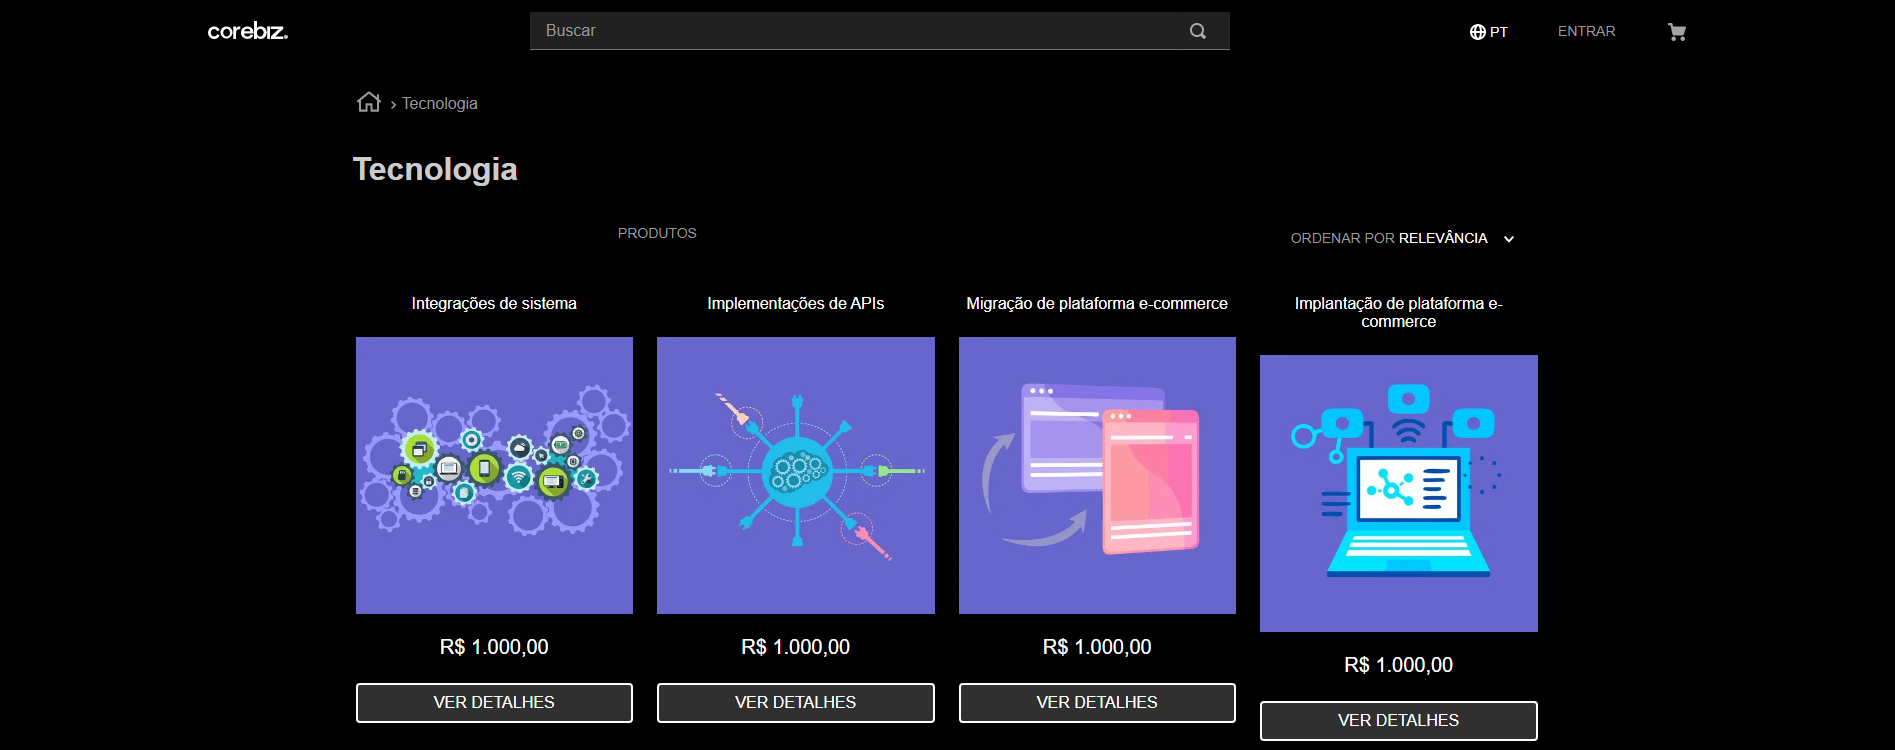 corebiz.
Buscar
PT
ENTRAR
› Tecnologia
Tecnologia
PRODUTOS
ORDENAR POR RELEVÂNCIA
Integrações de sistema
Implementações de APIs
Migração de plataforma e-commerce
Implantação de plataforma e-
commerce
R$ 1.000,00
R$ 1.000,00
R$ 1.000,00
R$ 1.000,00
VER DETALHES
VER DETALHES
VER DETALHES
VER DETALHES